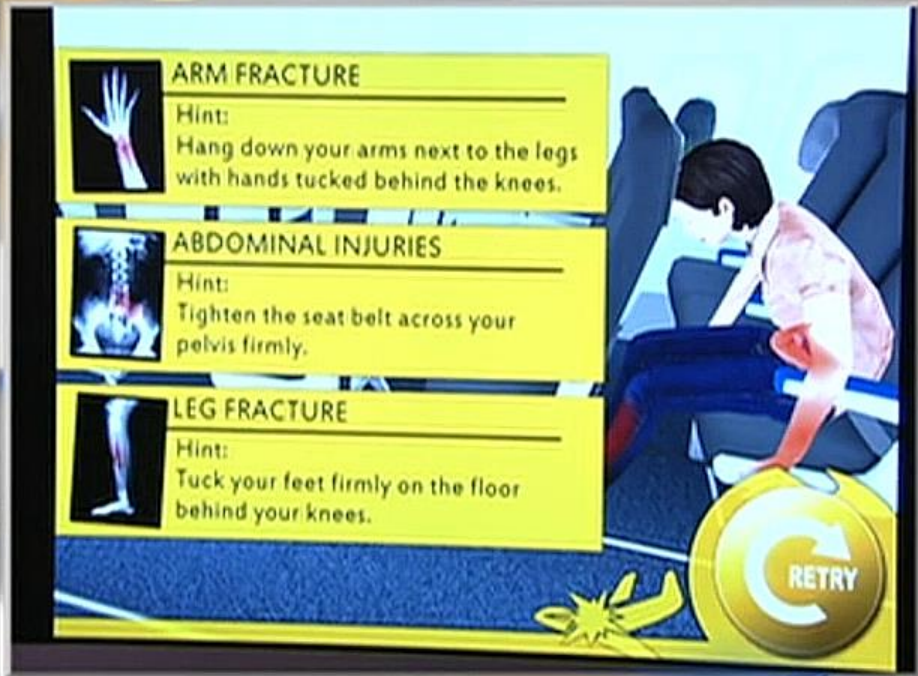 ARM FRACTURE
Hint:
Hang down your arms next to the legs
with hands tucked behind the knees.
ABDOMINAL INJURIES
Hint:
Tighten the seat belt across your
pelvis firmly.
LEG FRACTURE
Hint:
Tuck your feet firmly on the floor
behind your knees.
RETRY